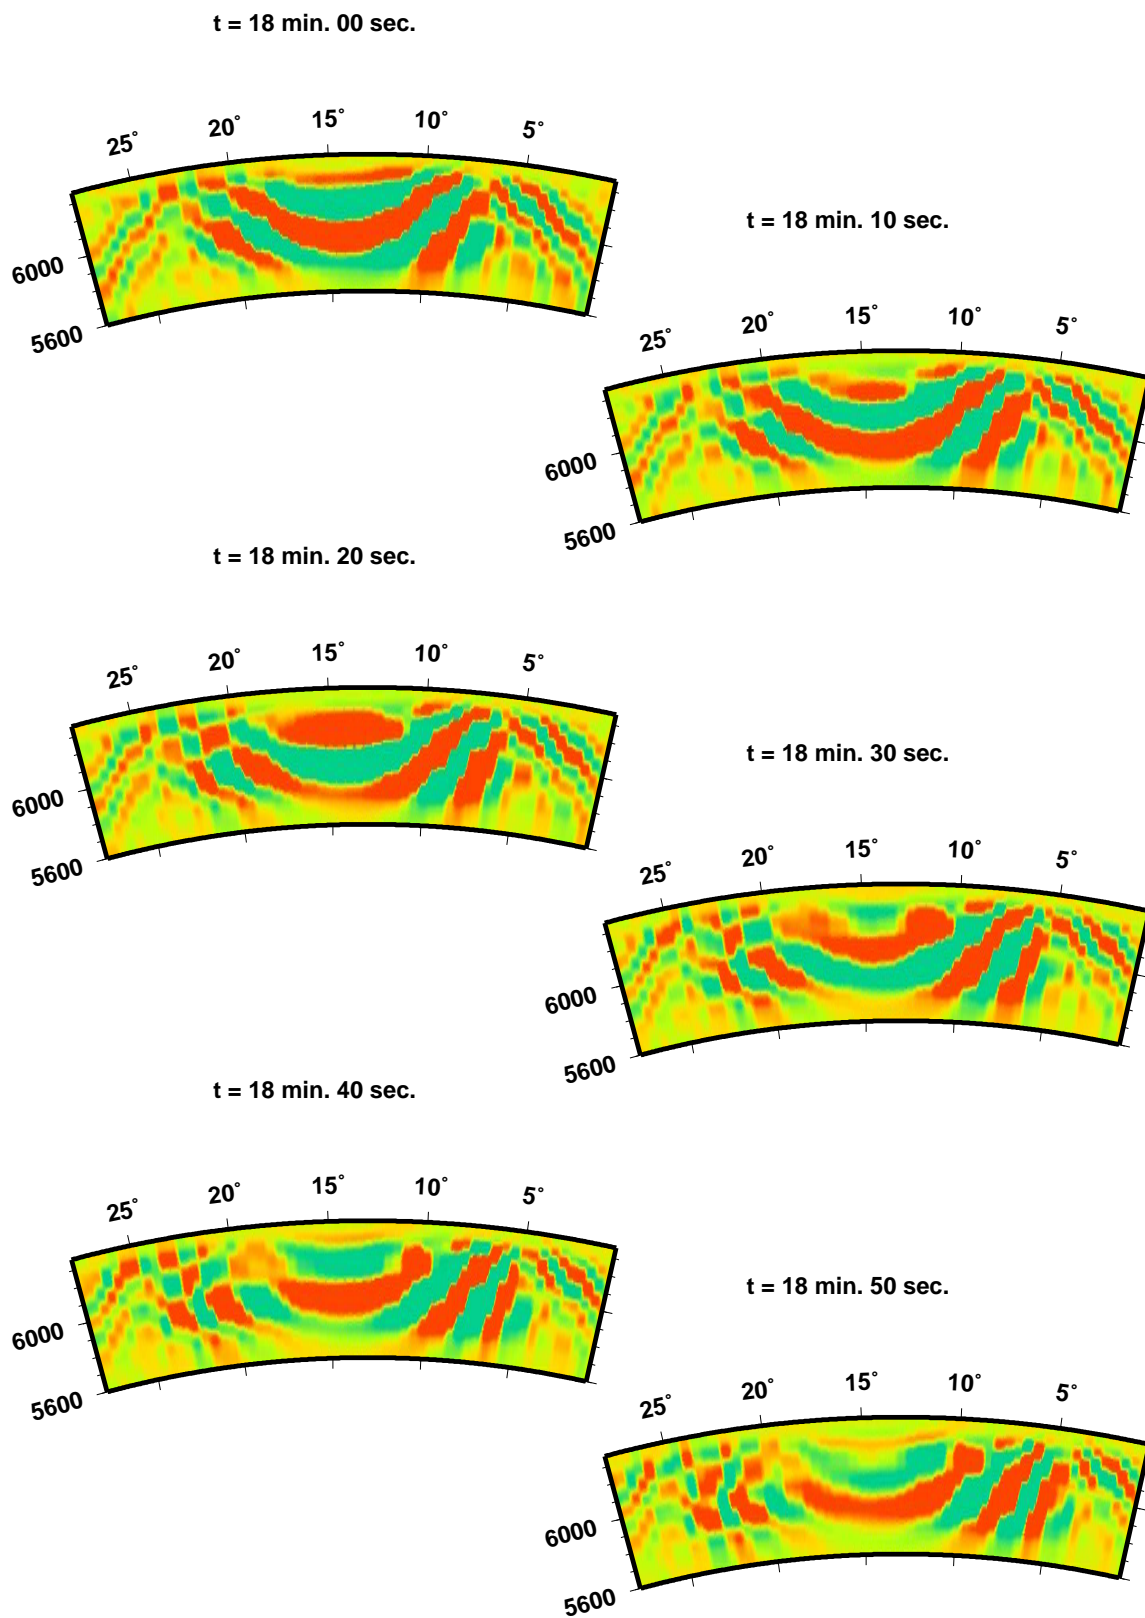 t = 18 min. 00 sec.
25° 20° 15° 10° 5°
6000
5600
t = 18 min. 10 sec.
25° 20° 15° 10° 5°
6000
5600
t = 18 min. 20 sec.
25° 20° 15° 10° 5°
6000
5600
t = 18 min. 30 sec.
25° 20° 15° 10° 5°
6000
5600
t = 18 min. 40 sec.
25° 20° 15° 10° 5°
6000
5600
t = 18 min. 50 sec.
25° 20° 15° 10° 5°
6000
5600